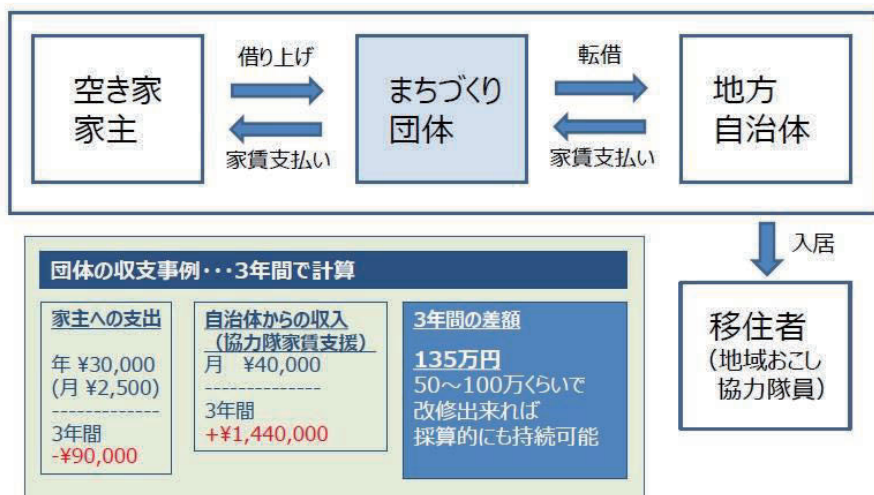 空き家
家主
借り上げ
家賃支払い
まちづくり
団体
転借
家賃支払い
地方
自治体
入居
移住者
(地域おこし
協力隊員)
団体の収支事例・・・3年間で計算
家主への支出
年 ¥30,000
(月 ¥2,500)
-------------
3年間
-¥90,000
自治体からの収入
(協力隊家賃支援)
月 ¥40,000
--------------
3年間
+¥1,440,000
3年間の差額
135万円
50～100万くらいで
改修出来れば
採算的にも持続可能